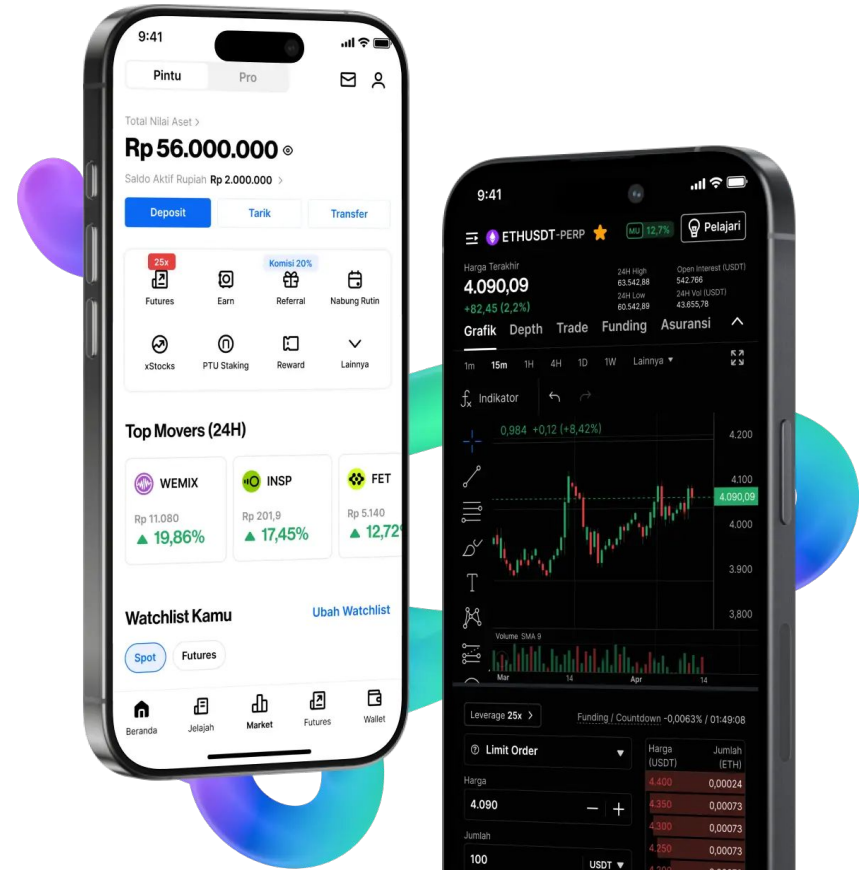 9:41
Pintu Pro
Total Nilai Aset >
Rp 56.000.000
Saldo Aktif Rupiah Rp 2.000.000 >
Deposit Tarik Transfer
25x Komisi 20%
Futures Earn Referral Nabung Rutin
xStocks PTU Staking Reward Lainnya
Top Movers (24H)
WEMIX INSP FET
Rp 11.080 Rp 201,9 Rp 5.140
▲ 19,86% ▲ 17,45% ▲ 12,72%
Watchlist Kamu Ubah Watchlist
Spot Futures
Beranda Jelajah Market Futures Wallet
9:41
ETHUSDT-PERP MU 12,7% Pelajari
Harga Terakhir 24H High Open Interest (USDT)
4.090,09 63.542,88 542.766
+82,45 (2,2%) 24H Low 24H Vol (USDT)
60.542,89 43.655,78
Grafik Depth Trade Funding Asuransi
1m 15m 1H 4H 1D 1W Lainnya ▼
fx Indikator
0,984 +0,12 (+8,42%)
4.200
4.100
4.090,09
4.000
3.900
3,800
T
Volume SMA 9
Mar 14 Apr 14
Leverage 25x > Funding / Countdown -0,0063% / 01:49:08
Limit Order ▼ Harga (USDT) Jumlah (ETH)
4.400 0,00024
Harga 4.350 0,00073
4.090 — + 4.300 0,00073
Jumlah 4.250 0,00073
100 USDT ▼